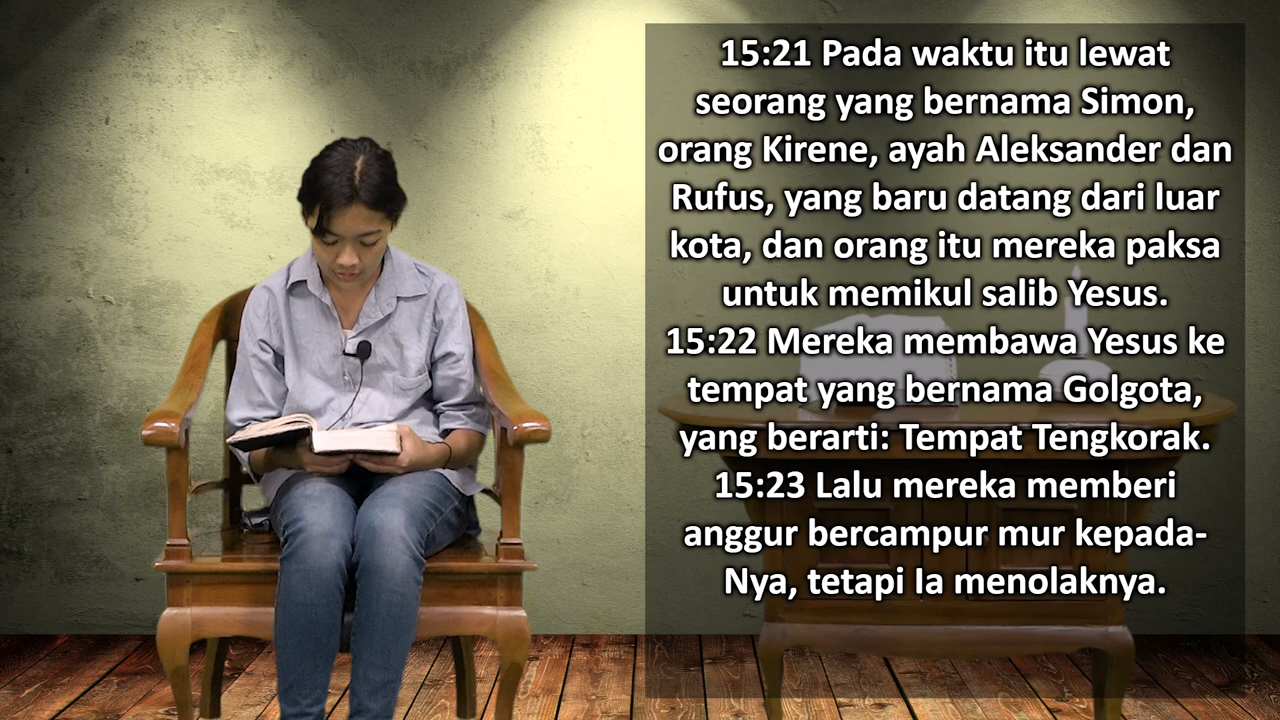 15:21 Pada waktu itu lewat
seorang yang bernama Simon,
orang Kirene, ayah Aleksander dan
Rufus, yang baru datang dari luar
kota, dan orang itu mereka paksa
untuk memikul salib Yesus.
15:22 Mereka membawa Yesus ke
tempat yang bernama Golgota,
yang berarti: Tempat Tengkorak.
15:23 Lalu mereka memberi
anggur bercampur mur kepada-
Nya, tetapi Ia menolaknya.